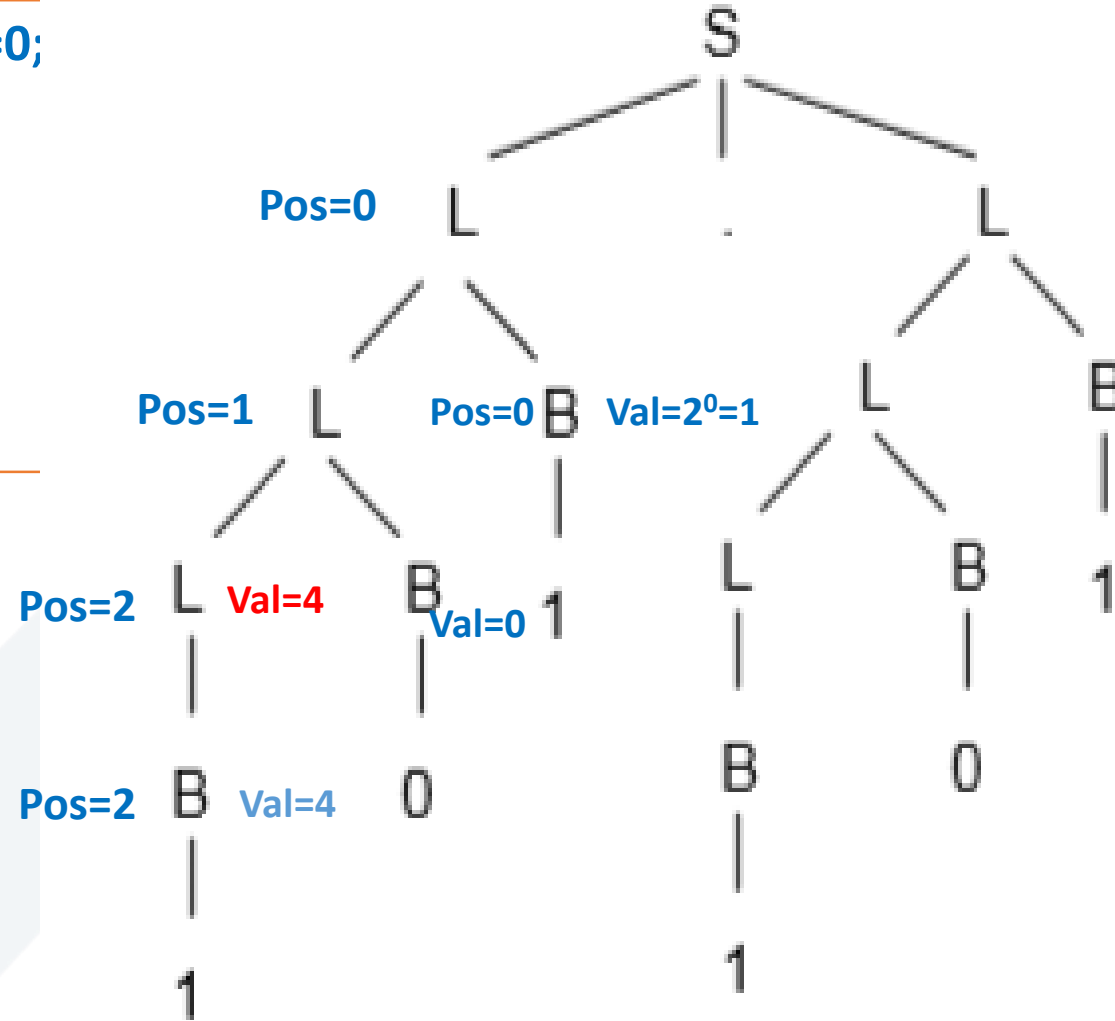 =0;
S
Pos=0 L . L
Pos=1 L Pos=0 B Val=2⁰=1 L B
Pos=2 L Val=4 B Val=0 1 L B 1
Pos=2 B Val=4 0 B 0
1 1